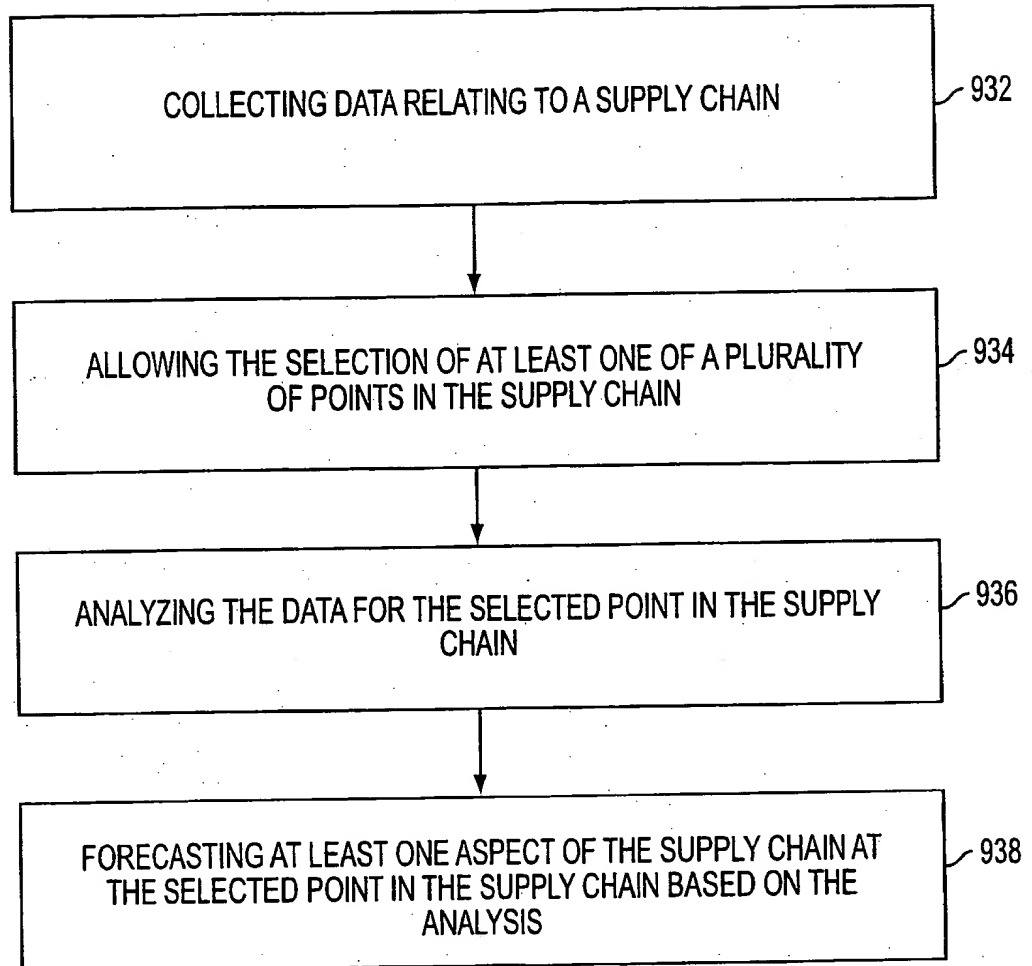 COLLECTING DATA RELATING TO A SUPPLY CHAIN
932
ALLOWING THE SELECTION OF AT LEAST ONE OF A PLURALITY
OF POINTS IN THE SUPPLY CHAIN
934
ANALYZING THE DATA FOR THE SELECTED POINT IN THE SUPPLY
CHAIN
936
FORECASTING AT LEAST ONE ASPECT OF THE SUPPLY CHAIN AT
THE SELECTED POINT IN THE SUPPLY CHAIN BASED ON THE
ANALYSIS
938